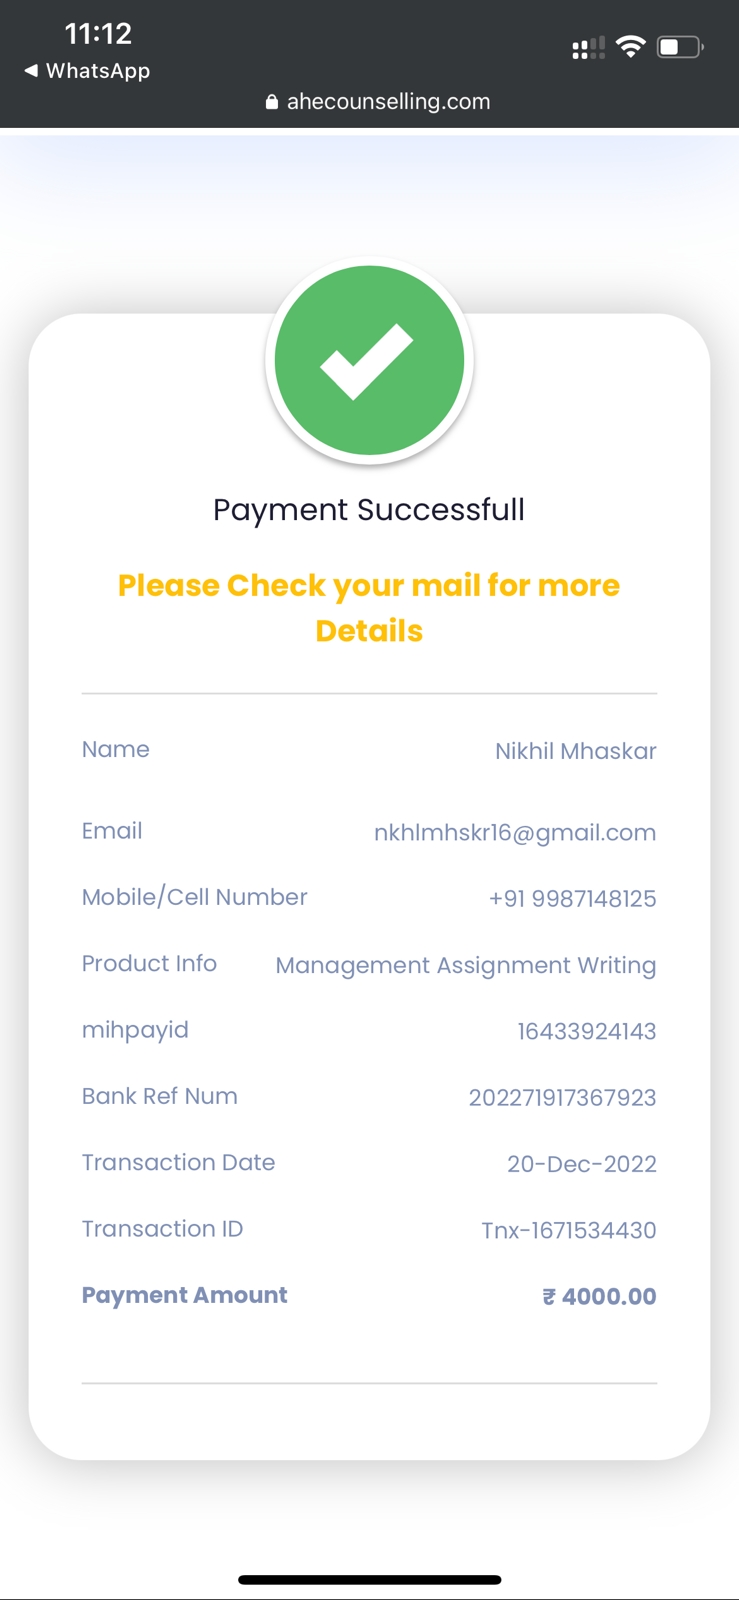 11:12
◀ WhatsApp
ahecounselling.com
Payment Successfull
Please Check your mail for more
Details
Name Nikhil Mhaskar
Email nkhlmhskr16@gmail.com
Mobile/Cell Number +91 9987148125
Product Info Management Assignment Writing
mihpayid 16433924143
Bank Ref Num 202271917367923
Transaction Date 20-Dec-2022
Transaction ID Tnx-1671534430
Payment Amount ₹ 4000.00